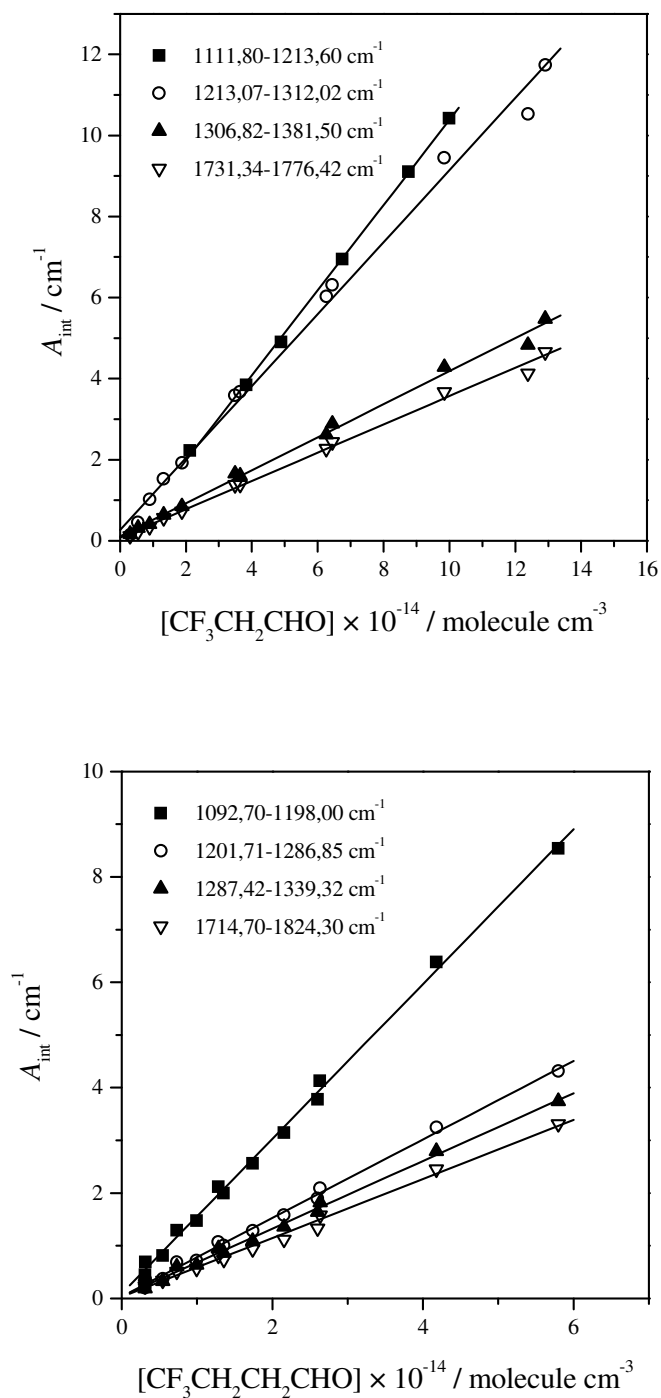 12
1111,80-1213,60 cm⁻¹
1213,07-1312,02 cm⁻¹
1306,82-1381,50 cm⁻¹
1731,34-1776,42 cm⁻¹
10
8
6
4
2
0
A_int / cm⁻¹
0 2 4 6 8 10 12 14 16
[CF₃CH₂CHO] × 10⁻¹⁴ / molecule cm⁻³
10
1092,70-1198,00 cm⁻¹
1201,71-1286,85 cm⁻¹
1287,42-1339,32 cm⁻¹
1714,70-1824,30 cm⁻¹
8
6
4
2
0
A_int / cm⁻¹
0 2 4 6
[CF₃CH₂CH₂CHO] × 10⁻¹⁴ / molecule cm⁻³